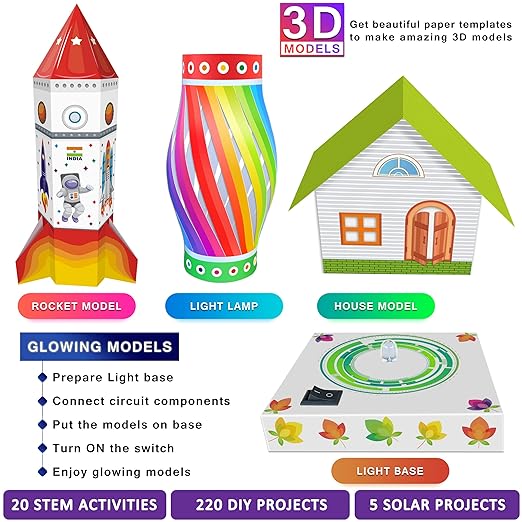 3D
MODELS
Get beautiful paper templates
to make amazing 3D models
INDIA
ROCKET MODEL
LIGHT LAMP
HOUSE MODEL
GLOWING MODELS
Prepare Light base
Connect circuit components
Put the models on base
Turn ON the switch
Enjoy glowing models
LIGHT BASE
20 STEM ACTIVITIES
220 DIY PROJECTS
5 SOLAR PROJECTS